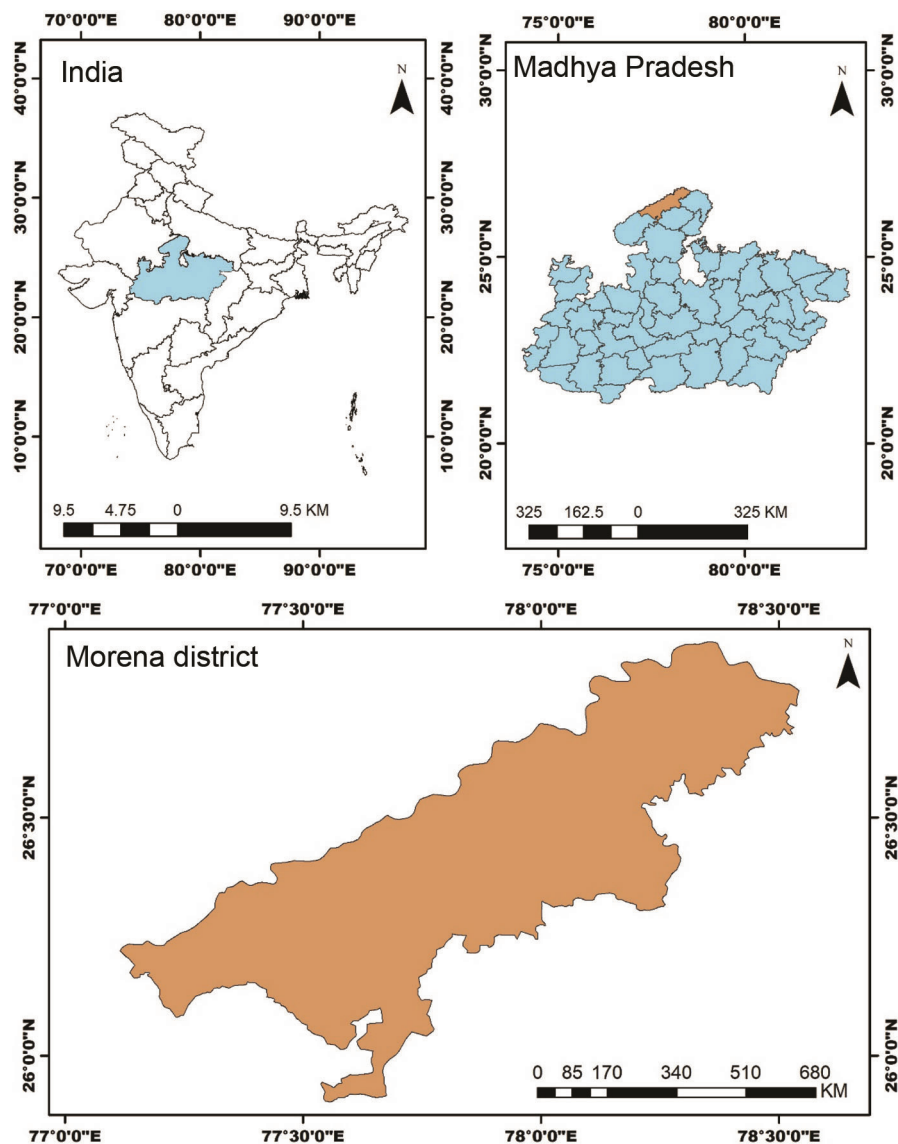 70°0'0"E 80°0'0"E 90°0'0"E
India
N
40°0'0"N
30°0'0"N
20°0'0"N
10°0'0"N
40°0'0"N
30°0'0"N
20°0'0"N
10°0'0"N
9.5 4.75 0 9.5 KM
70°0'0"E 80°0'0"E 90°0'0"E
75°0'0"E 80°0'0"E
Madhya Pradesh
N
30°0'0"N
25°0'0"N
20°0'0"N
30°0'0"N
25°0'0"N
20°0'0"N
325 162.5 0 325 KM
75°0'0"E 80°0'0"E
77°0'0"E 77°30'0"E 78°0'0"E 78°30'0"E
Morena district
N
26°30'0"N
26°0'0"N
26°30'0"N
26°0'0"N
0 85 170 340 510 680
KM
77°0'0"E 77°30'0"E 78°0'0"E 78°30'0"E